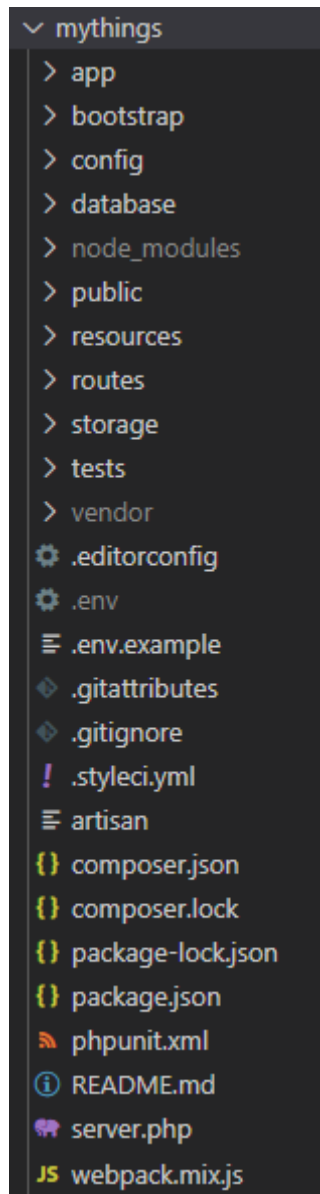 mythings
app
bootstrap
config
database
node_modules
public
resources
routes
storage
tests
vendor
.editorconfig
.env
.env.example
.gitattributes
.gitignore
.styleci.yml
artisan
composer.json
composer.lock
package-lock.json
package.json
phpunit.xml
README.md
server.php
JS webpack.mix.js